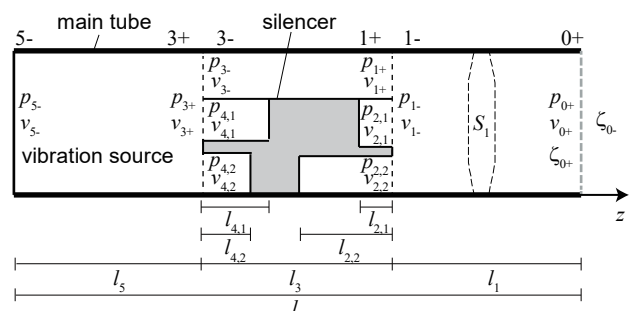 main tube
silencer
5- 3+ 3- 1+ 1- 0+
p3- v3- p1+ v1+
p5- v5- p3+ v3+ p4,1 v4,1 p2,1 v2,1 p1- v1- S1 p0+ v0+ ζ0+ ζ0-
vibration source
p4,2 v4,2 p2,2 v2,2
z
l4,1 l2,1
l4,2 l2,2
l5 l3 l1
l